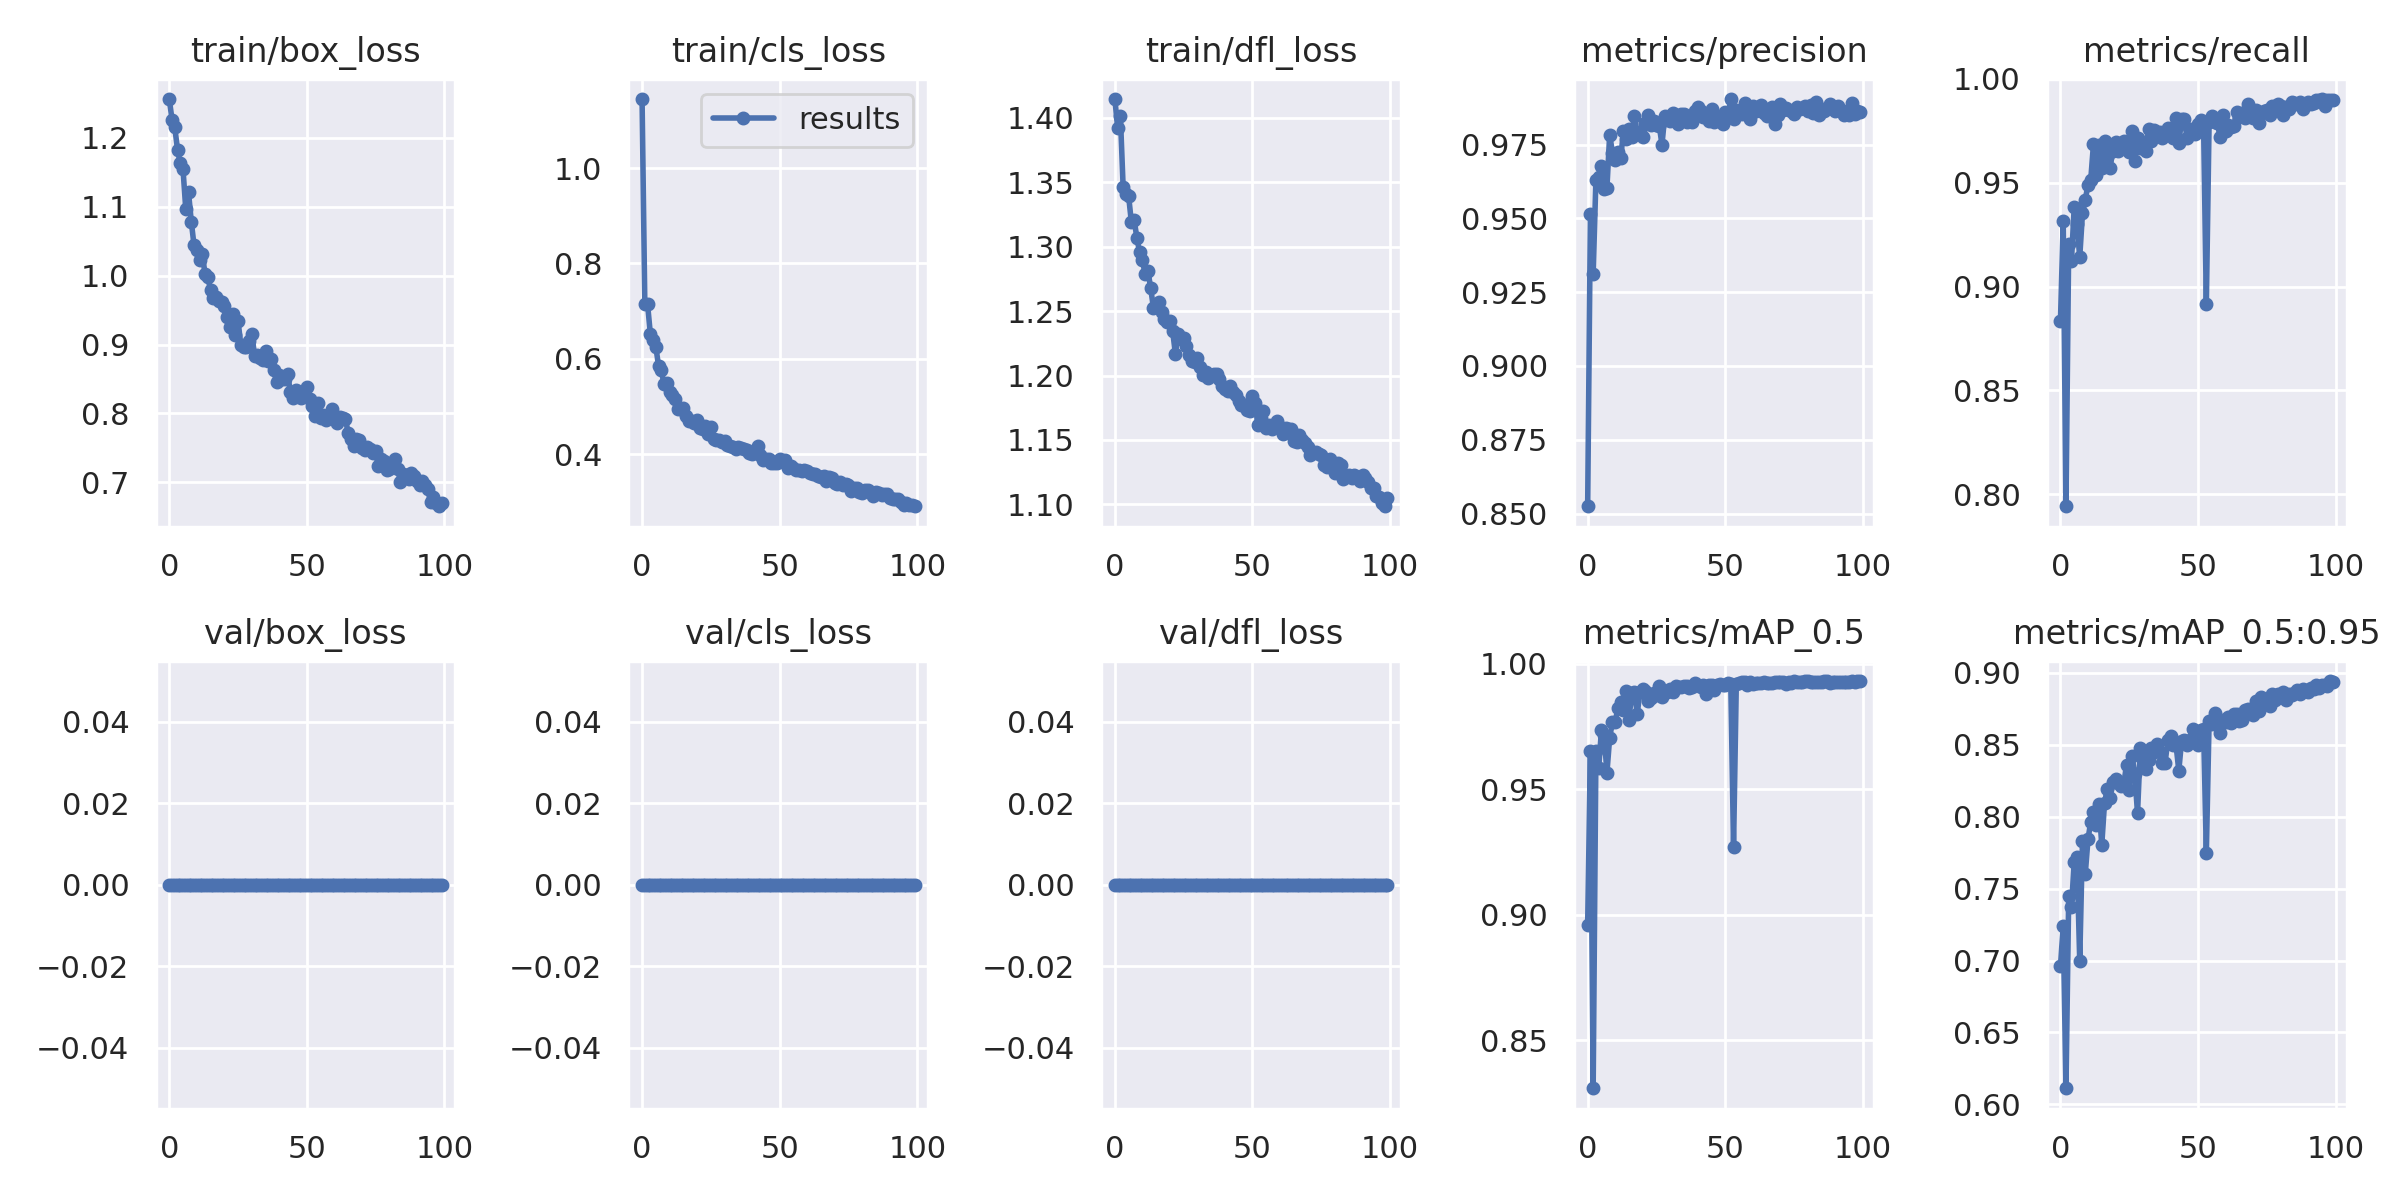 train/box_loss
1.2
1.1
1.0
0.9
0.8
0.7
0 50 100
train/cls_loss
results
1.0
0.8
0.6
0.4
0 50 100
train/dfl_loss
1.40
1.35
1.30
1.25
1.20
1.15
1.10
0 50 100
metrics/precision
0.975
0.950
0.925
0.900
0.875
0.850
0 50 100
metrics/recall
1.00
0.95
0.90
0.85
0.80
0 50 100
val/box_loss
0.04
0.02
0.00
−0.02
−0.04
0 50 100
val/cls_loss
0.04
0.02
0.00
−0.02
−0.04
0 50 100
val/dfl_loss
0.04
0.02
0.00
−0.02
−0.04
0 50 100
metrics/mAP_0.5
1.00
0.95
0.90
0.85
0 50 100
metrics/mAP_0.5:0.95
0.90
0.85
0.80
0.75
0.70
0.65
0.60
0 50 100